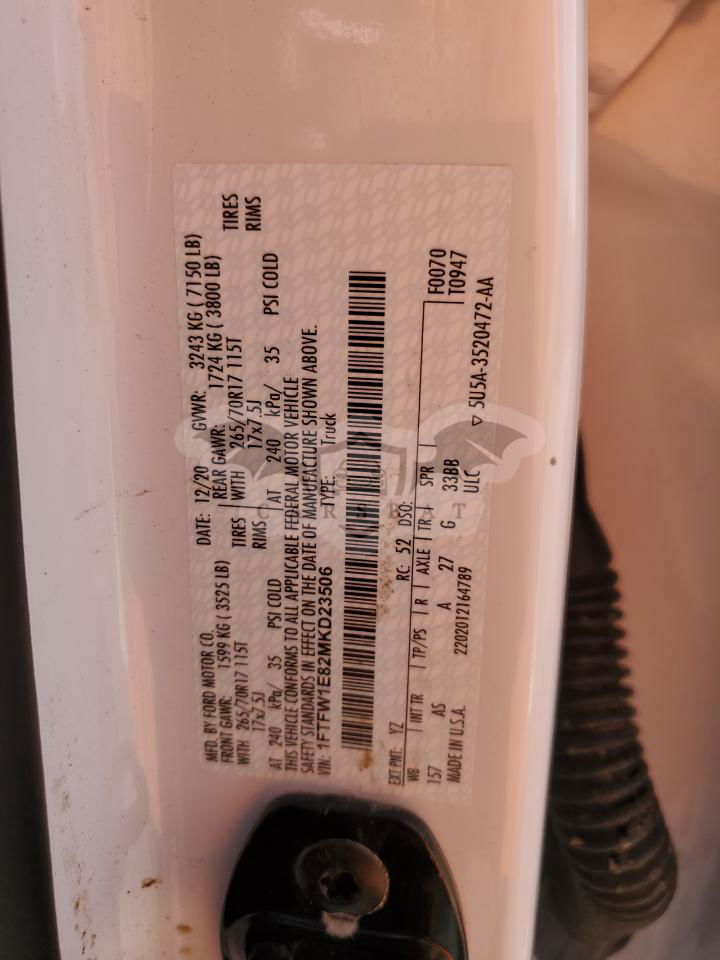 MFD. BY FORD MOTOR CO. DATE: 12/20 GVWR: 3243 KG ( 7150 LB)
FRONT GAWR: 1599 KG ( 3525 LB) REAR GAWR: 1724 KG ( 3800 LB)
WITH 265/70R17 115T TIRES WITH 265/70R17 115T TIRES
17x7.5J RIMS 17x7.5J RIMS
AT 240 kPa/ 35 PSI COLD AT 240 kPa/ 35 PSI COLD
THIS VEHICLE CONFORMS TO ALL APPLICABLE FEDERAL MOTOR VEHICLE
SAFETY STANDARDS IN EFFECT ON THE DATE OF MANUFACTURE SHOWN ABOVE.
VIN: 1FTFW1E82MKD23506 TYPE: Truck
EXT PNT: YZ RC: 52 DSO: F0070
WB INT TR TP/PS R AXLE TR SPR T0947
157 AS A 27 G 33BB
MADE IN U.S.A. 2202012164789 ULC ▽ 5U5A-3520472-AA